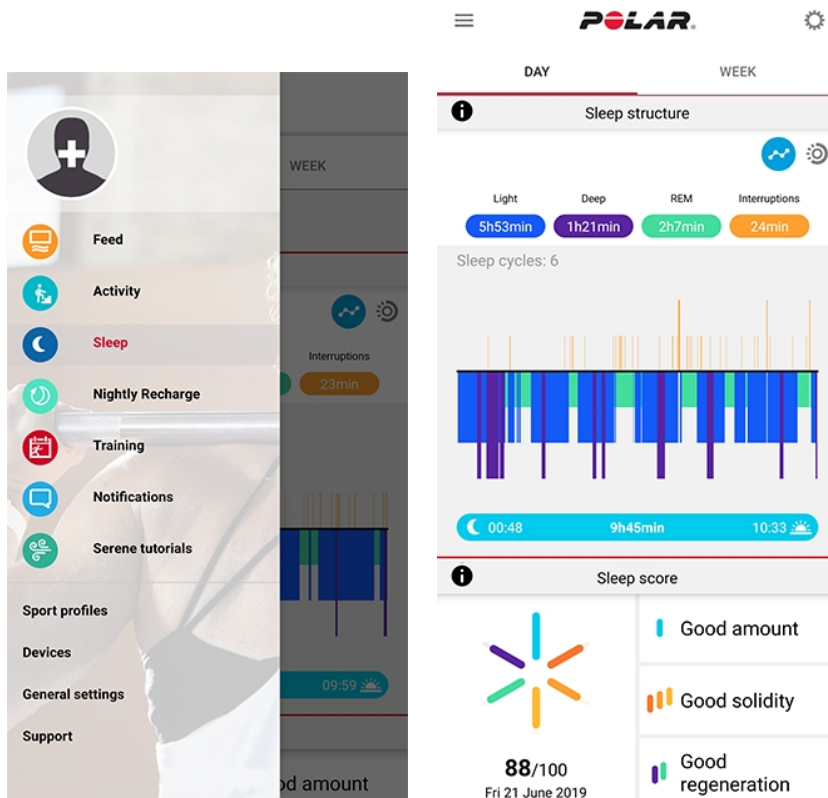 WEEK
Feed
Activity
Sleep
Interruptions
Nightly Recharge
23min
Training
Notifications
Serene tutorials
Sport profiles
Devices
General settings
09:59
Support
od amount
POLAR
DAY WEEK
Sleep structure
Light Deep REM Interruptions
5h53min 1h21min 2h7min 24min
Sleep cycles: 6
00:48 9h45min 10:33
Sleep score
Good amount
Good solidity
88/100
Fri 21 June 2019
Good
regeneration